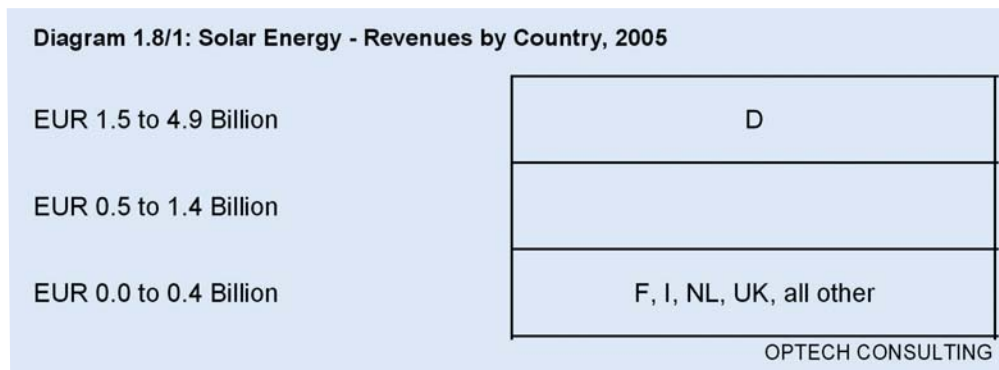 Diagram 1.8/1: Solar Energy - Revenues by Country, 2005
EUR 1.5 to 4.9 Billion D
EUR 0.5 to 1.4 Billion
EUR 0.0 to 0.4 Billion F, I, NL, UK, all other
OPTECH CONSULTING